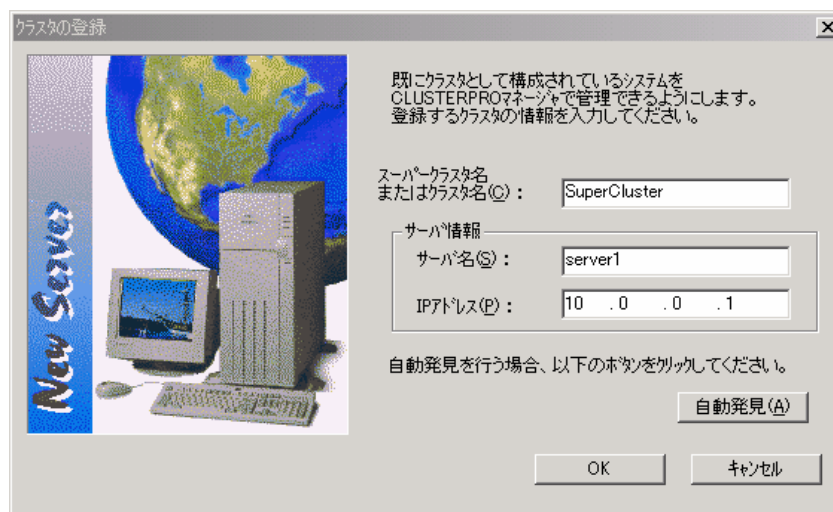 クラスタの登録
New Server
既にクラスタとして構成されているシステムを
CLUSTERPROマネージャで管理できるようにします。
登録するクラスタの情報を入力してください。
スーパークラスタ名
またはクラスタ名(C)：
SuperCluster
サーバ情報
サーバ名(S)：
server1
IPアドレス(P)：
10 .0 .0 .1
自動発見を行う場合、以下のボタンをクリックしてください。
自動発見(A)
OK
キャンセル